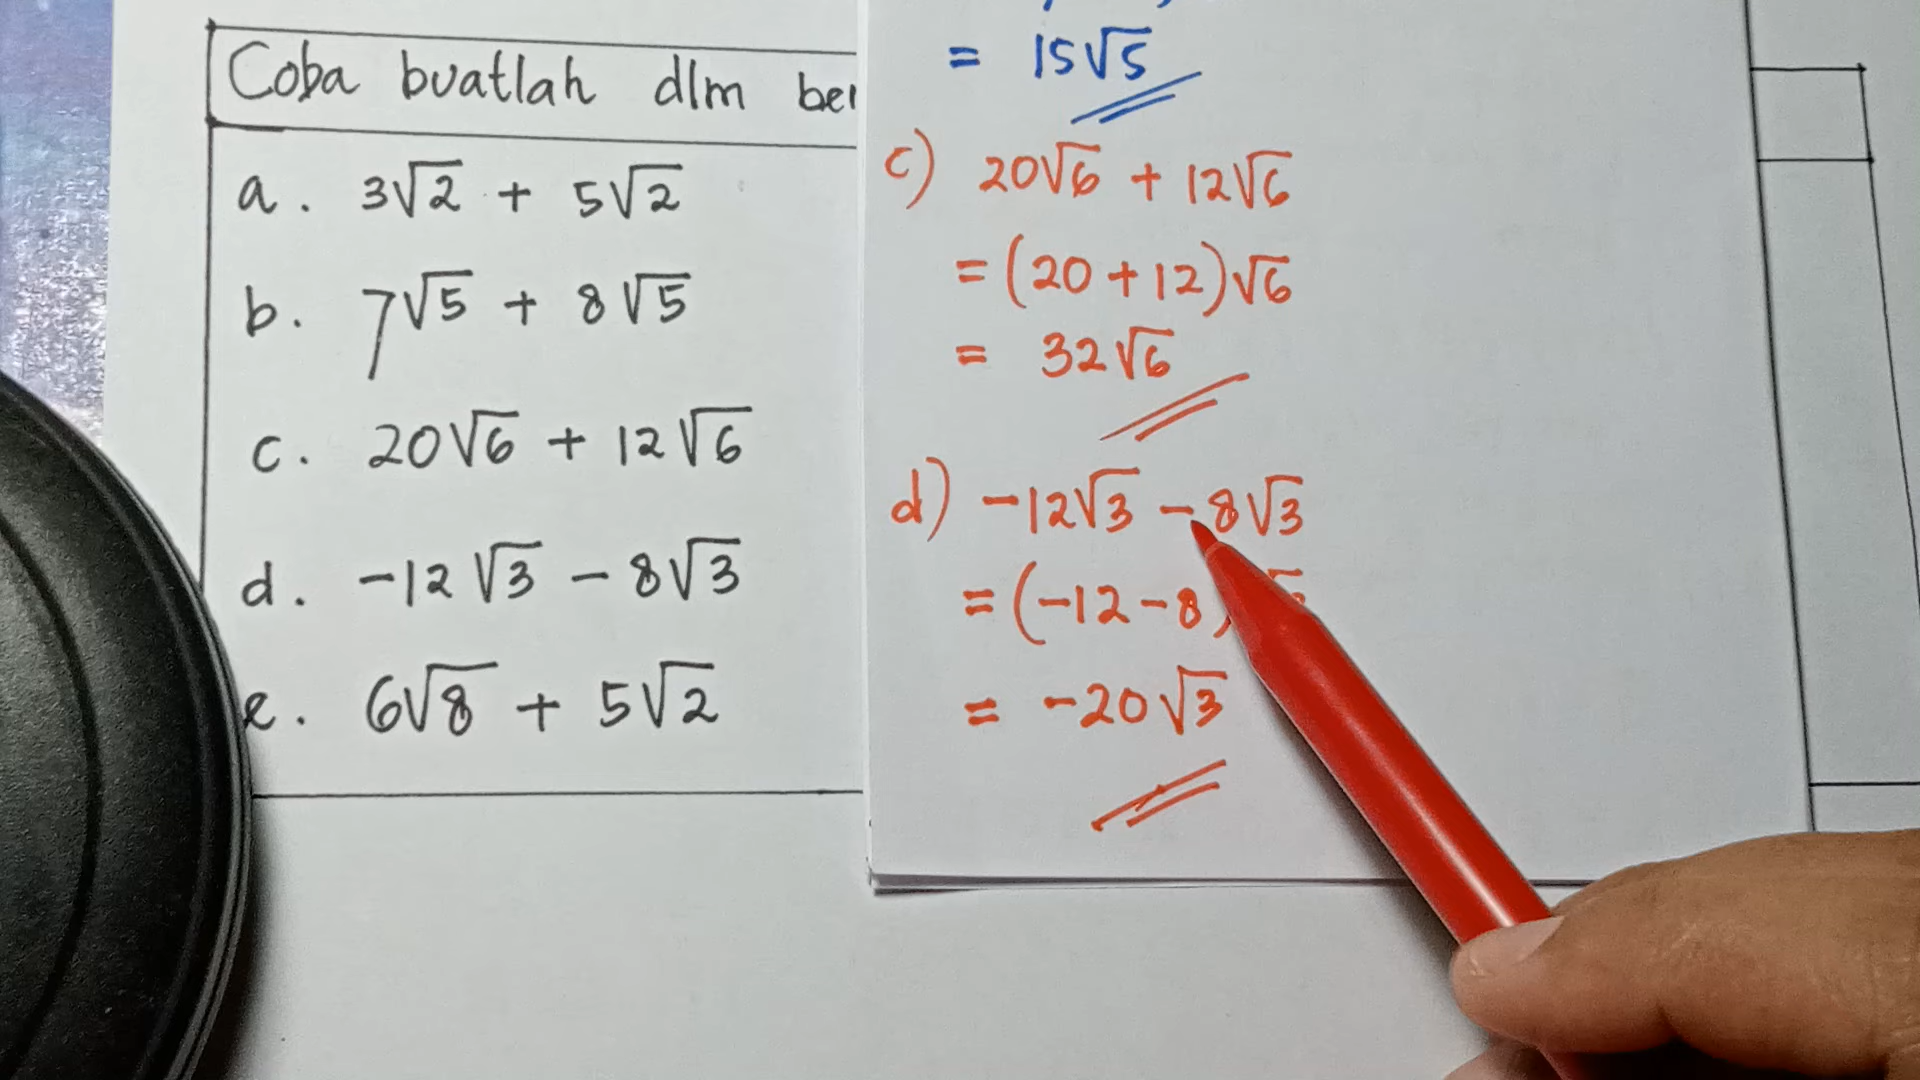 Coba buatlah dlm
a. 3√2 + 5√2
b. 7√5 + 8√5
c. 20√6 + 12√6
d. -12√3 - 8√3
e. 6√8 + 5√2
= 15√5
c) 20√6 + 12√6
= (20 + 12)√6
= 32√6
d) -12√3 - 8√3
= (-12 - 8)
= -20√3